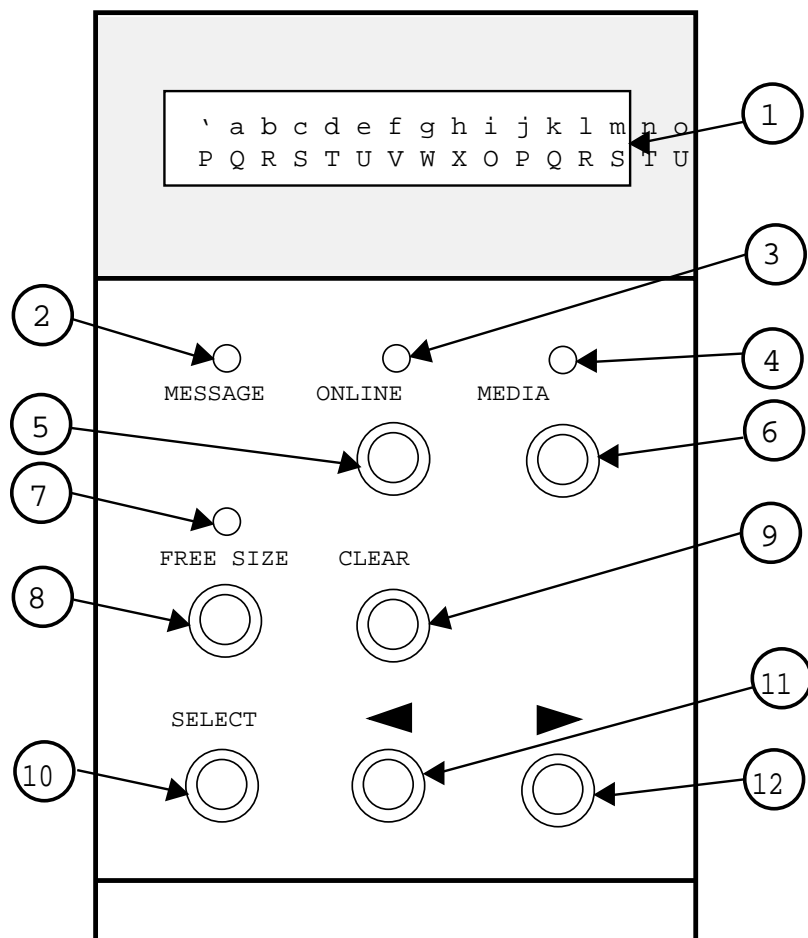 ` a b c d e f g h i j k l m n o
P Q R S T U V W X O P Q R S T U
1
3
2
4
MESSAGE ONLINE MEDIA
5
6
7
9
FREE SIZE CLEAR
8
11
SELECT
10
12